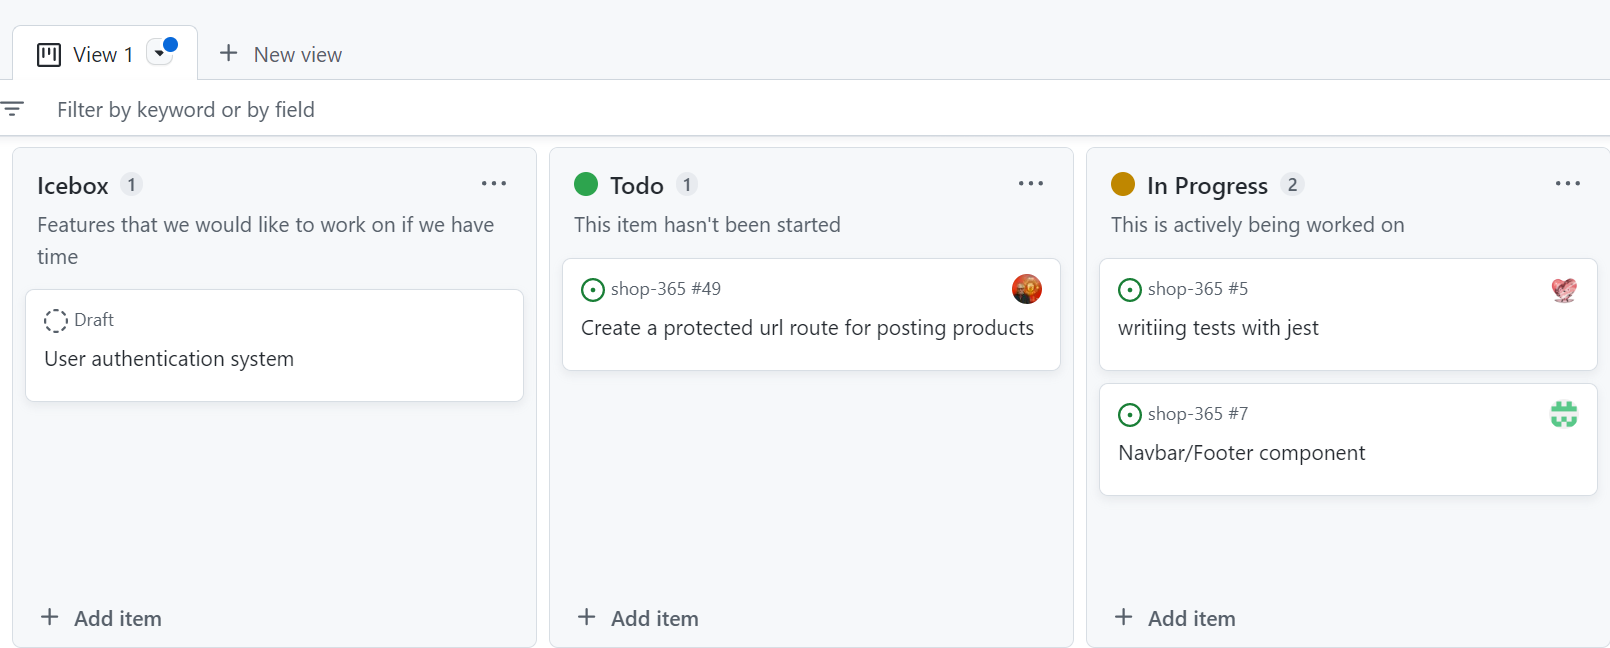 View 1
New view
Filter by keyword or by field
Icebox 1
Features that we would like to work on if we have
time
Draft
User authentication system
Add item
Todo 1
This item hasn't been started
shop-365 #49
Create a protected url route for posting products
Add item
In Progress 2
This is actively being worked on
shop-365 #5
writiing tests with jest
shop-365 #7
Navbar/Footer component
Add item